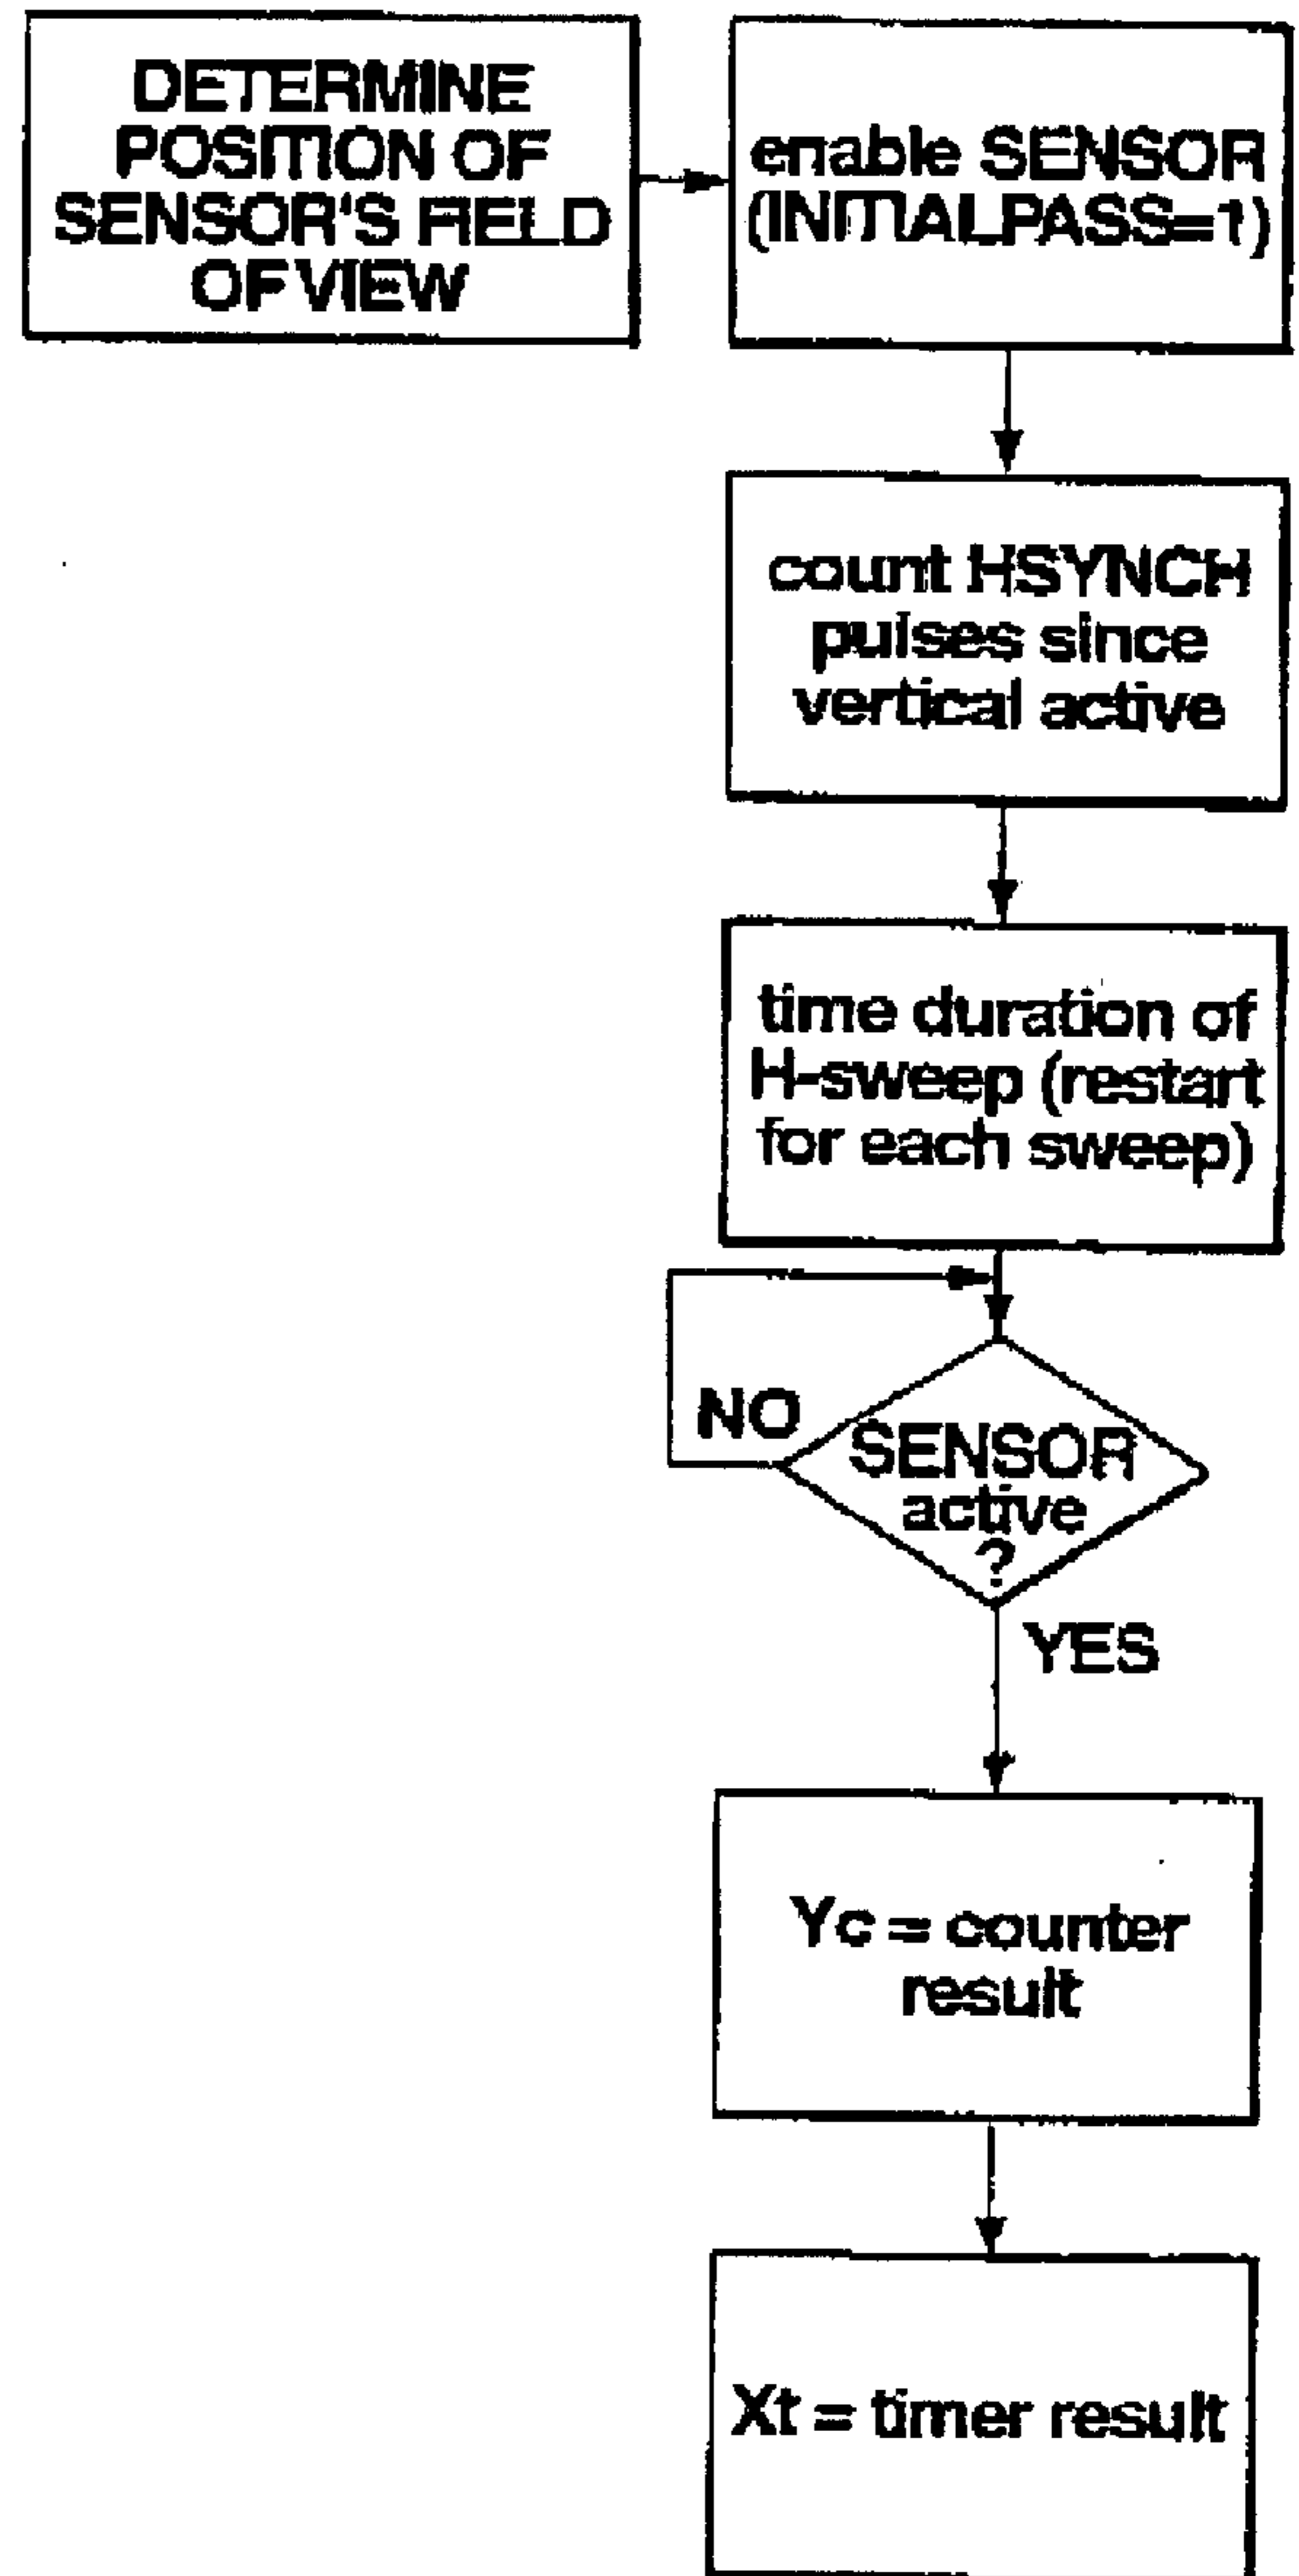 DETERMINE
POSITION OF
SENSOR'S FIELD
OF VIEW
enable SENSOR
(INITIALPASS=1)
count HSYNCH
pulses since
vertical active
time duration of
H-sweep (restart
for each sweep)
NO
SENSOR
active
?
YES
Yc = counter
result
Xt = timer result